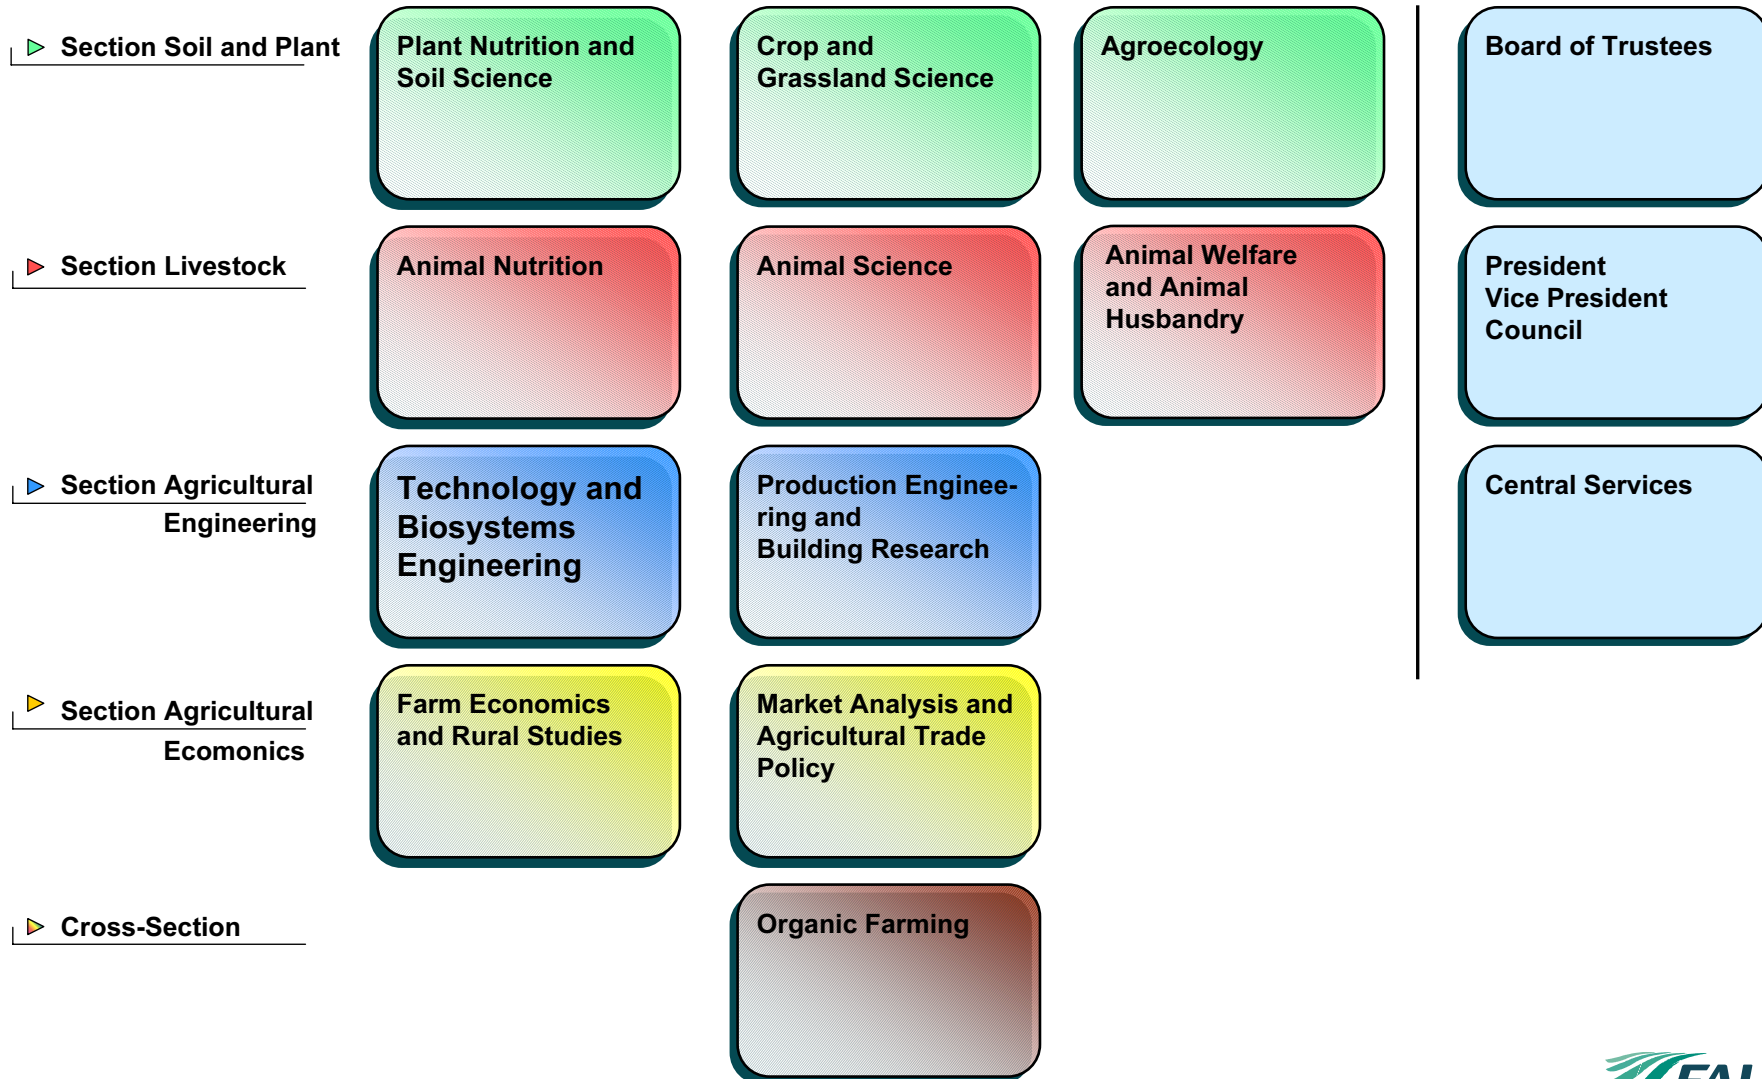 Section Soil and Plant
Plant Nutrition and
Soil Science
Crop and
Grassland Science
Agroecology
Board of Trustees
Section Livestock
Animal Nutrition
Animal Science
Animal Welfare
and Animal
Husbandry
President
Vice President
Council
Section Agricultural
Engineering
Technology and
Biosystems
Engineering
Production Enginee-
ring and
Building Research
Central Services
Section Agricultural
Ecomonics
Farm Economics
and Rural Studies
Market Analysis and
Agricultural Trade
Policy
Cross-Section
Organic Farming